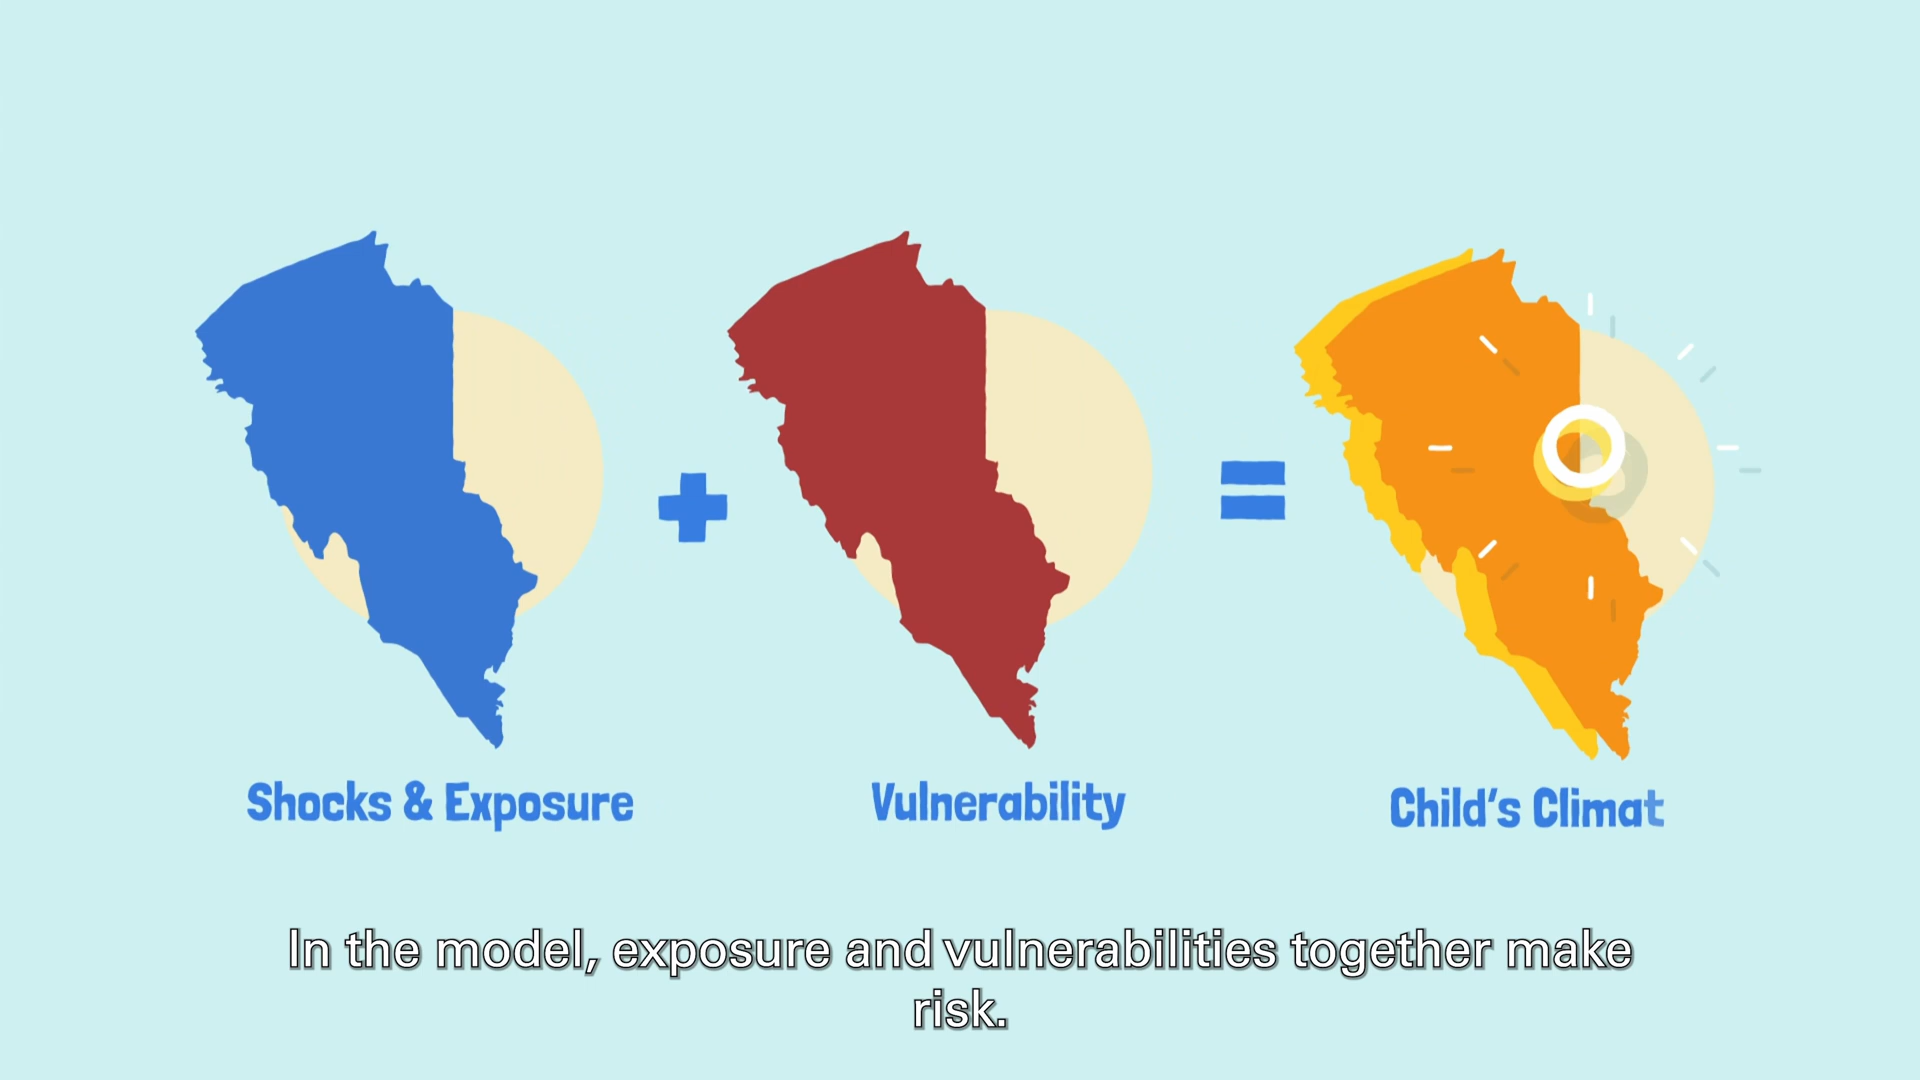 Shocks & Exposure
Vulnerability
Child's Climat
In the model, exposure and vulnerabilities together make
risk.